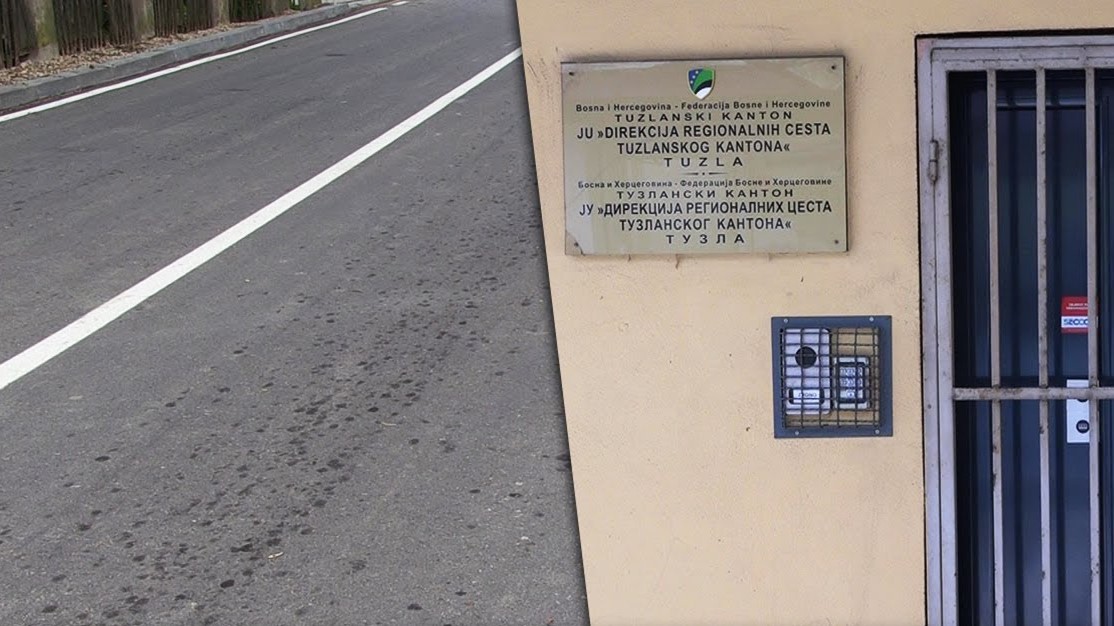 Bosna i Hercegovina - Federacija Bosne i Hercegovine
TUZLANSKI KANTON
JU »DIREKCIJA REGIONALNIH CESTA
TUZLANSKOG KANTONA«
TUZLA
Босна и Херцеговина - Федерација Босне и Херцеговине
ТУЗЛАНСКИ КАНТОН
ЈУ »ДИРЕКЦИЈА РЕГИОНАЛНИХ ЦЕСТА
ТУЗЛАНСКОГ КАНТОНА«
ТУЗЛА